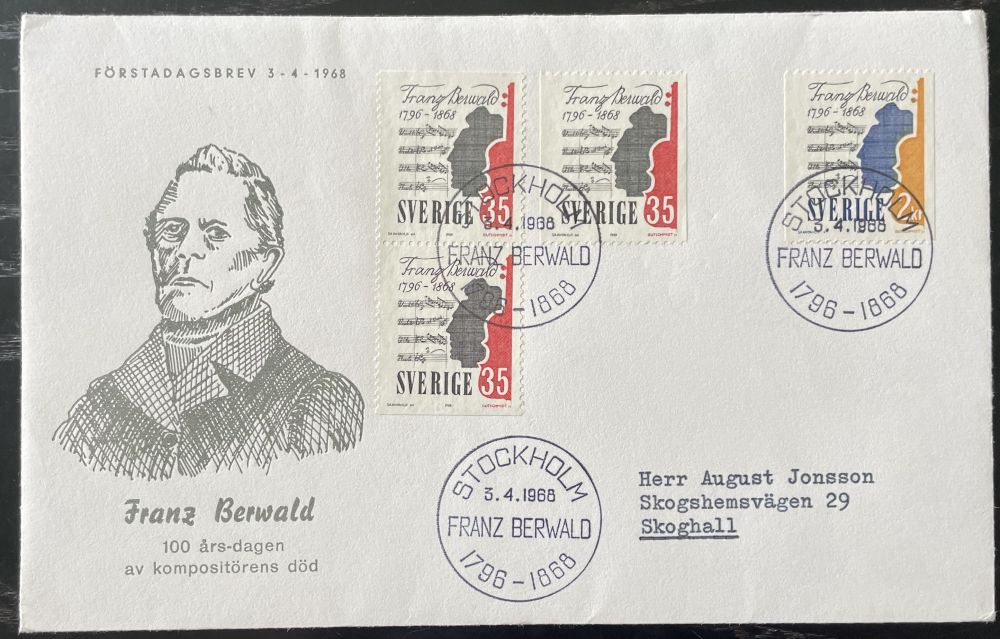 FÖRSTADAGSBREV 3-4-1968
Franz Berwald
1796-1868
SVERIGE 35
Franz Berwald
1796-1868
SVERIGE 35
Franz Berwald
1796-1868
SVERIGE 2 kr
Franz Berwald
1796-1868
SVERIGE 35
STOCKHOLM
3.4.1968
FRANZ BERWALD
1796-1868
STOCKHOLM
3.4.1968
FRANZ BERWALD
1796-1868
STOCKHOLM
3.4.1968
FRANZ BERWALD
1796-1868
Franz Berwald
100 års-dagen
av kompositörens död
Herr August Jonsson
Skogshemsvägen 29
Skoghall